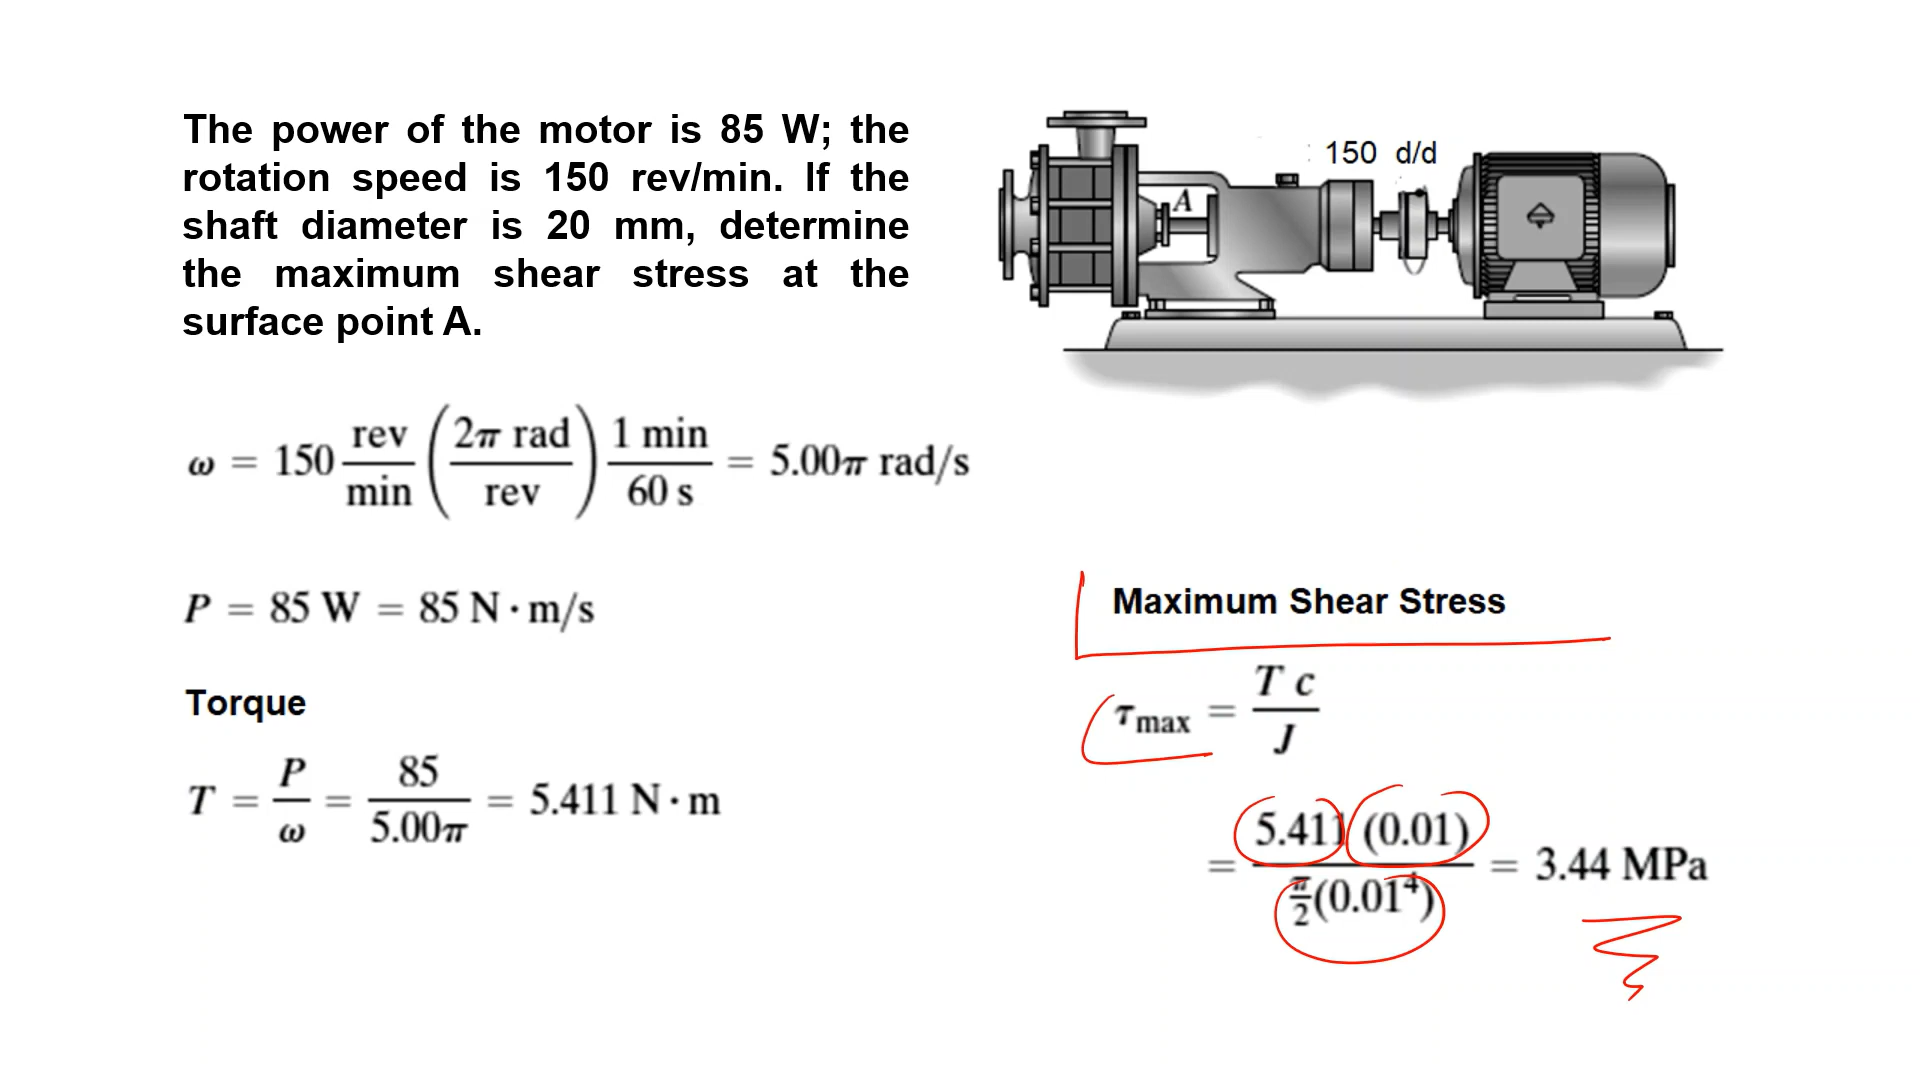 The power of the motor is 85 W; the
rotation speed is 150 rev/min. If the
shaft diameter is 20 mm, determine
the maximum shear stress at the
surface point A.
150 d/d
A
ω = 150 rev/min (2π rad/rev) 1 min/60 s = 5.00π rad/s
P = 85 W = 85 N·m/s
Torque
T = P/ω = 85/5.00π = 5.411 N·m
Maximum Shear Stress
τmax = T c/J
= 5.411 (0.01)/π/2(0.01⁴) = 3.44 MPa